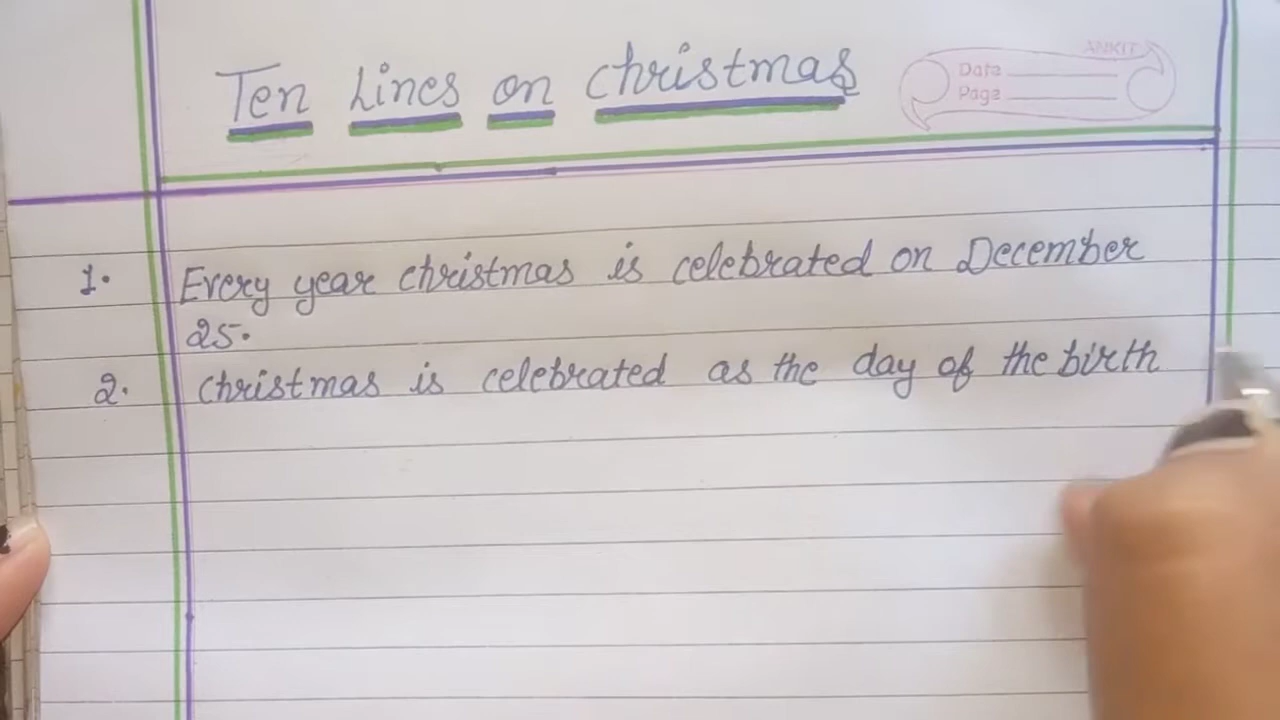 Ten Lines on christmas
ANKIT
Date
Page
1. Every year christmas is celebrated on December
25.
2. christmas is celebrated as the day of the birth